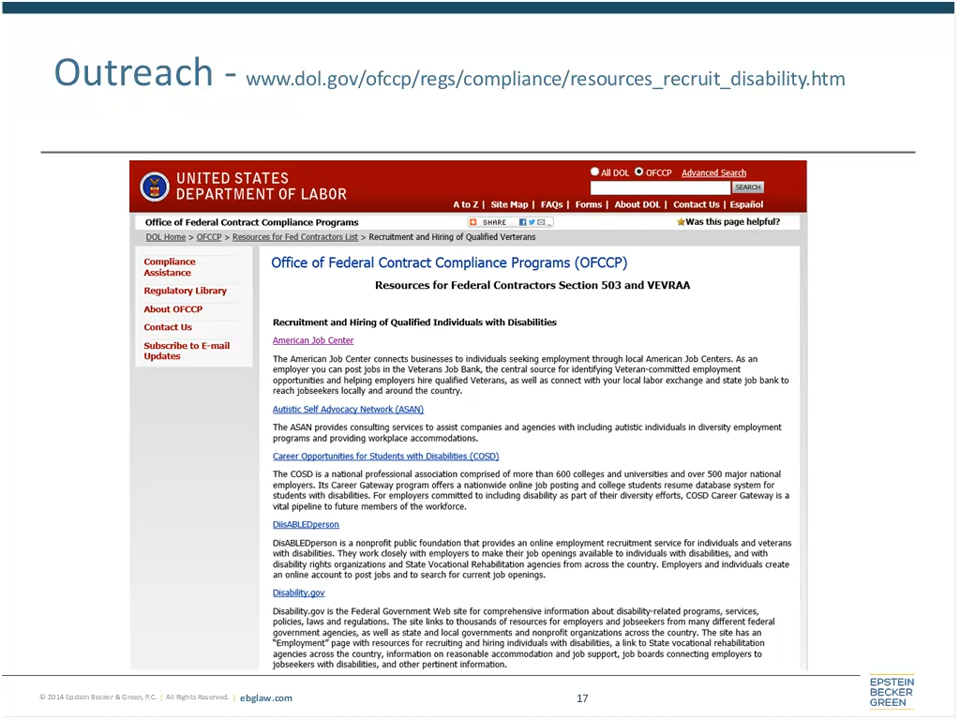 Outreach - www.dol.gov/ofccp/regs/compliance/resources_recruit_disability.htm
UNITED STATES
DEPARTMENT OF LABOR
All DOL OFCCP Advanced Search
SEARCH
A to Z | Site Map | FAQs | Forms | About DOL | Contact Us | Español
Office of Federal Contract Compliance Programs
SHARE
Was this page helpful?
DOL Home > OFCCP > Resources for Fed Contractors List > Recruitment and Hiring of Qualified Verterans
Compliance
Assistance
Regulatory Library
About OFCCP
Contact Us
Subscribe to E-mail
Updates
Office of Federal Contract Compliance Programs (OFCCP)
Resources for Federal Contractors Section 503 and VEVRAA
Recruitment and Hiring of Qualified Individuals with Disabilities
American Job Center
The American Job Center connects businesses to individuals seeking employment through local American Job Centers. As an
employer you can post jobs in the Veterans Job Bank, the central source for identifying Veteran-committed employment
opportunities and helping employers hire qualified Veterans, as well as connect with your local labor exchange and state job bank to
reach jobseekers locally and around the country.
Autistic Self Advocacy Network (ASAN)
The ASAN provides consulting services to assist companies and agencies with including autistic individuals in diversity employment
programs and providing workplace accommodations.
Career Opportunities for Students with Disabilities (COSD)
The COSD is a national professional association comprised of more than 600 colleges and universities and over 500 major national
employers. Its Career Gateway program offers a nationwide online job posting and college students resume database system for
students with disabilities. For employers committed to including disability as part of their diversity efforts, COSD Career Gateway is a
vital pipeline to future members of the workforce.
DiisABLEDperson
DisABLEDperson is a nonprofit public foundation that provides an online employment recruitment service for individuals and veterans
with disabilities. They work closely with employers to make their job openings available to individuals with disabilities, and with
disability rights organizations and State Vocational Rehabilitation agencies from across the country. Employers and individuals create
an online account to post jobs and to search for current job openings.
Disability.gov
Disability.gov is the Federal Government Web site for comprehensive information about disability-related programs, services,
policies, laws and regulations. The site links to thousands of resources for employers and jobseekers from many different federal
government agencies, as well as state and local governments and nonprofit organizations across the country. The site has an
"Employment" page with resources for recruiting and hiring individuals with disabilities, a link to State vocational rehabilitation
agencies across the country, information on reasonable accommodation and job support, job boards connecting employers to
jobseekers with disabilities, and other pertinent information.
© 2014 Epstein Becker & Green, P.C. | All Rights Reserved. | ebglaw.com
17
EPSTEIN
BECKER
GREEN